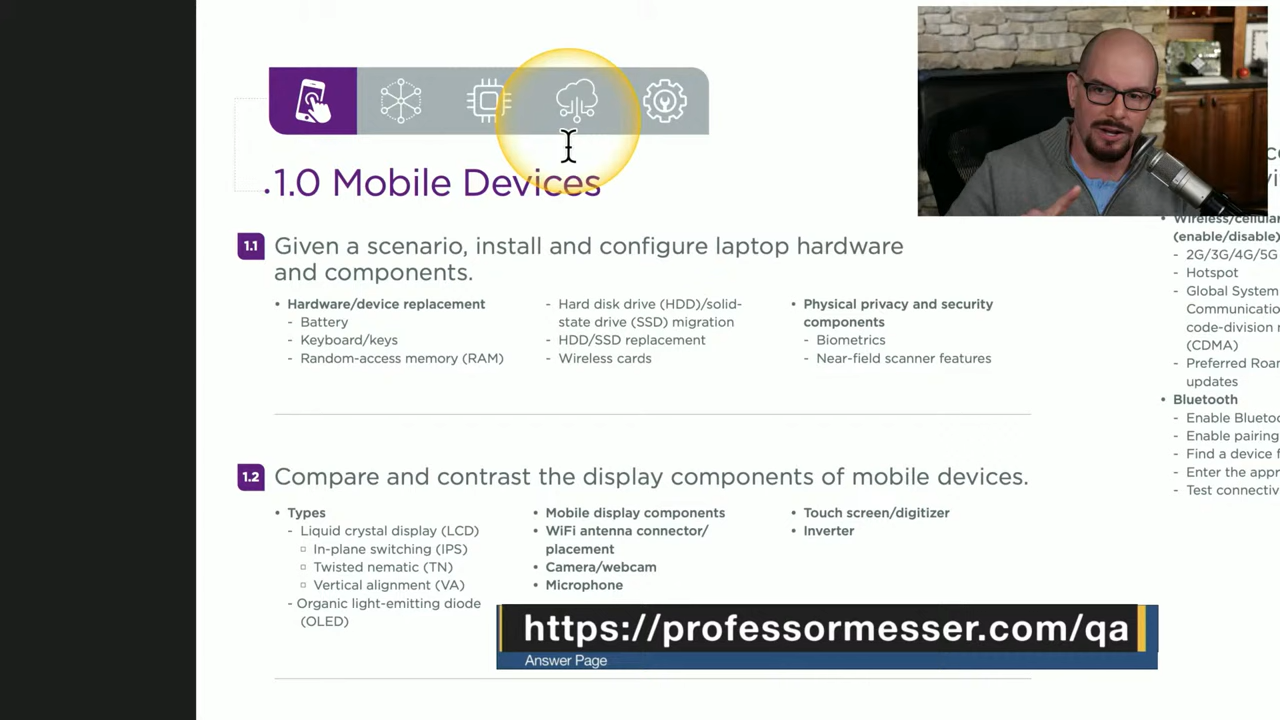 .1.0 Mobile Devices
1.1 Given a scenario, install and configure laptop hardware
and components.
• Hardware/device replacement
- Battery
- Keyboard/keys
- Random-access memory (RAM)
- Hard disk drive (HDD)/solid-
state drive (SSD) migration
- HDD/SSD replacement
- Wireless cards
• Physical privacy and security
components
- Biometrics
- Near-field scanner features
1.2 Compare and contrast the display components of mobile devices.
• Types
- Liquid crystal display (LCD)
▫ In-plane switching (IPS)
▫ Twisted nematic (TN)
▫ Vertical alignment (VA)
- Organic light-emitting diode
(OLED)
• Mobile display components
• WiFi antenna connector/
placement
• Camera/webcam
• Microphone
• Touch screen/digitizer
• Inverter
https://professormesser.com/qa
Answer Page
• Wireless/cellular
(enable/disable)
- 2G/3G/4G/5G
- Hotspot
- Global System
Communication
code-division
(CDMA)
- Preferred
updates
• Bluetooth
- Enable
- Enable pairing
- Find a device
- Enter the
- Test